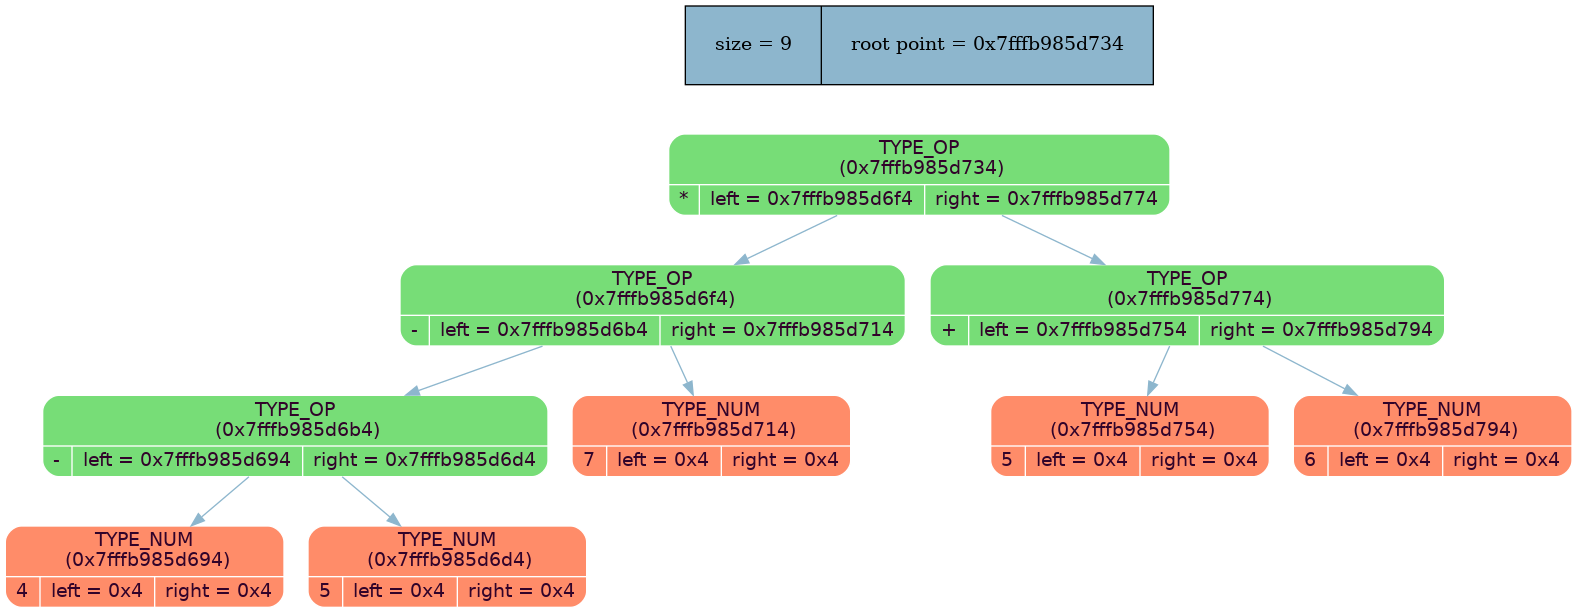 size = 9 root point = 0x7fffb985d734
TYPE_OP
(0x7fffb985d734)
* left = 0x7fffb985d6f4 right = 0x7fffb985d774
TYPE_OP
(0x7fffb985d6f4)
- left = 0x7fffb985d6b4 right = 0x7fffb985d714
TYPE_OP
(0x7fffb985d774)
+ left = 0x7fffb985d754 right = 0x7fffb985d794
TYPE_OP
(0x7fffb985d6b4)
- left = 0x7fffb985d694 right = 0x7fffb985d6d4
TYPE_NUM
(0x7fffb985d714)
7 left = 0x4 right = 0x4
TYPE_NUM
(0x7fffb985d754)
5 left = 0x4 right = 0x4
TYPE_NUM
(0x7fffb985d794)
6 left = 0x4 right = 0x4
TYPE_NUM
(0x7fffb985d694)
4 left = 0x4 right = 0x4
TYPE_NUM
(0x7fffb985d6d4)
5 left = 0x4 right = 0x4